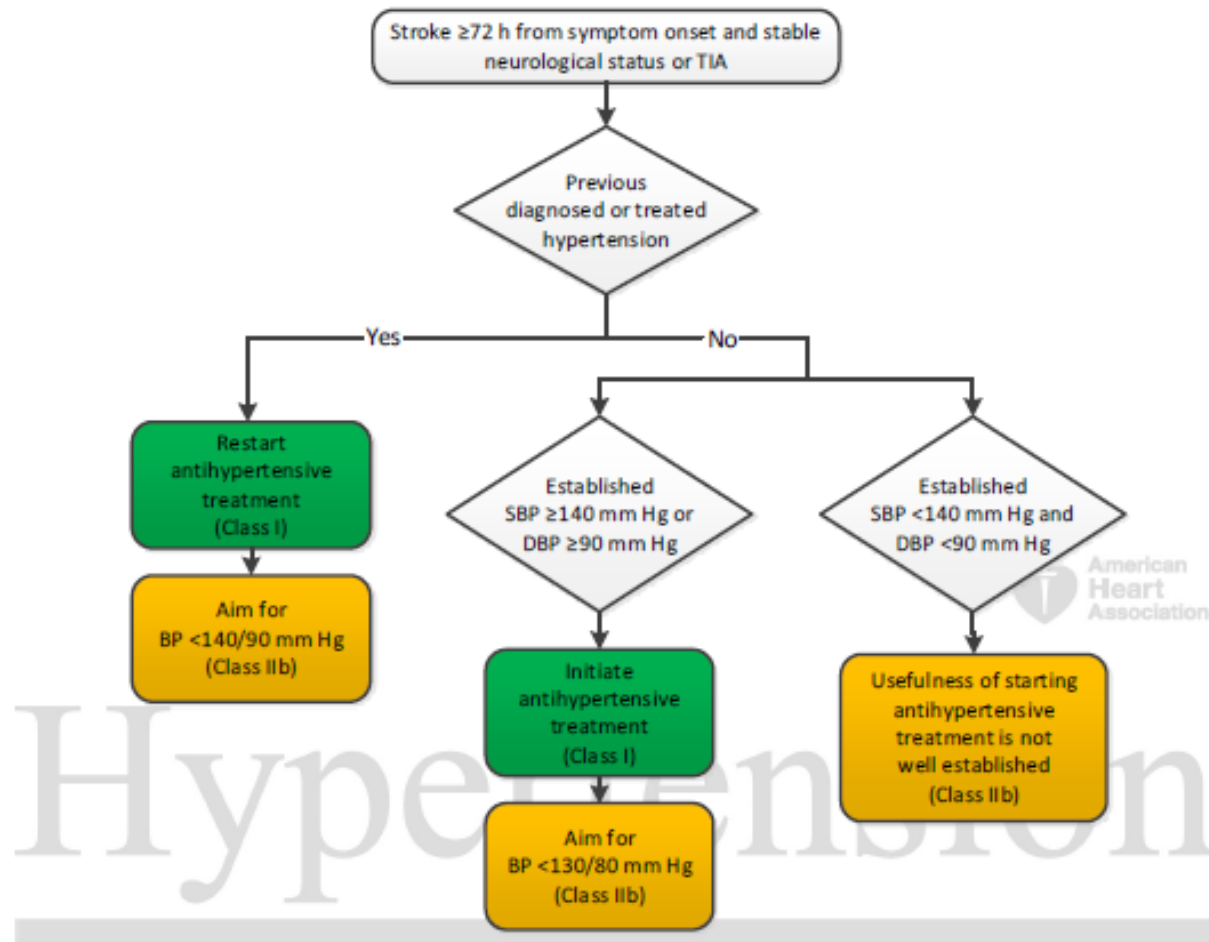 Stroke ≥72 h from symptom onset and stable
neurological status or TIA
Previous
diagnosed or treated
hypertension
Yes
No
Restart
antihypertensive
treatment
(Class I)
Aim for
BP <140/90 mm Hg
(Class IIb)
Established
SBP ≥140 mm Hg or
DBP ≥90 mm Hg
Initiate
antihypertensive
treatment
(Class I)
Aim for
BP <130/80 mm Hg
(Class IIb)
Established
SBP <140 mm Hg and
DBP <90 mm Hg
Usefulness of starting
antihypertensive
treatment is not
well established
(Class IIb)
American
Heart
Association
Hypertension